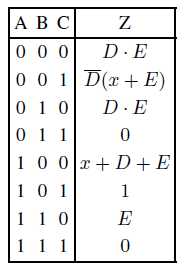 A B C Z
0 0 0 D · E
0 0 1 D̅(x + E)
0 1 0 D · E
0 1 1 0
1 0 0 x + D + E
1 0 1 1
1 1 0 E
1 1 1 0